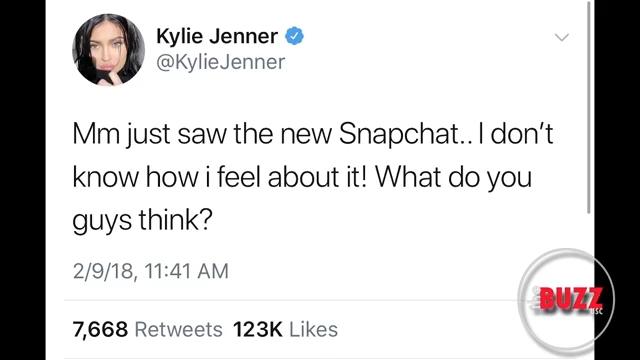 Kylie Jenner
@KylieJenner
Mm just saw the new Snapchat.. I don't
know how i feel about it! What do you
guys think?
2/9/18, 11:41 AM
7,668 Retweets 123K Likes
BUZZ